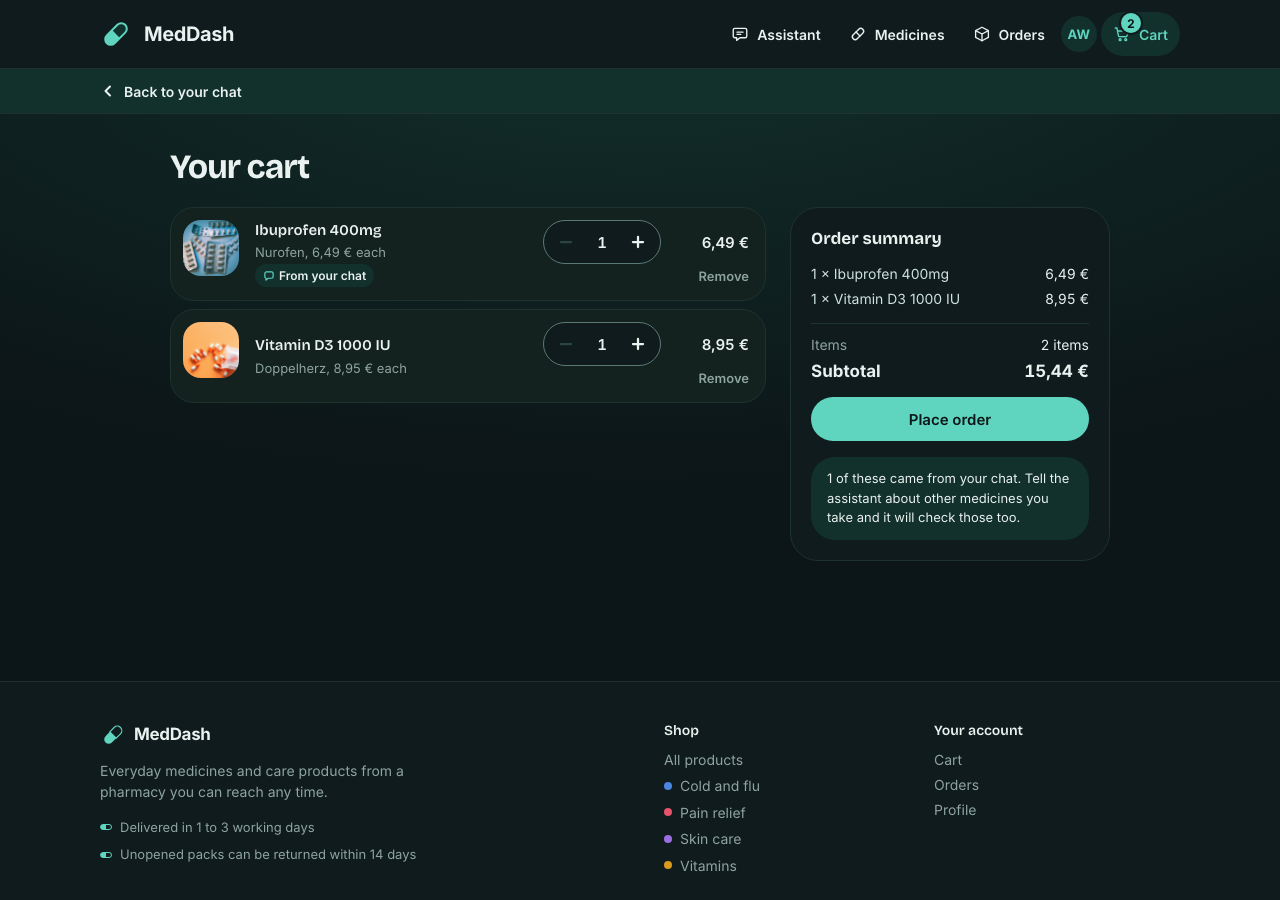 MedDash
Assistant
Medicines
Orders
AW
2
Cart
Back to your chat
Your cart
Ibuprofen 400mg
Nurofen, 6,49 € each
From your chat
1
6,49 €
Remove
Vitamin D3 1000 IU
Doppelherz, 8,95 € each
1
8,95 €
Remove
Order summary
1 × Ibuprofen 400mg 6,49 €
1 × Vitamin D3 1000 IU 8,95 €
Items 2 items
Subtotal 15,44 €
Place order
1 of these came from your chat. Tell the
assistant about other medicines you
take and it will check those too.
MedDash
Everyday medicines and care products from a
pharmacy you can reach any time.
Delivered in 1 to 3 working days
Unopened packs can be returned within 14 days
Shop
All products
Cold and flu
Pain relief
Skin care
Vitamins
Your account
Cart
Orders
Profile